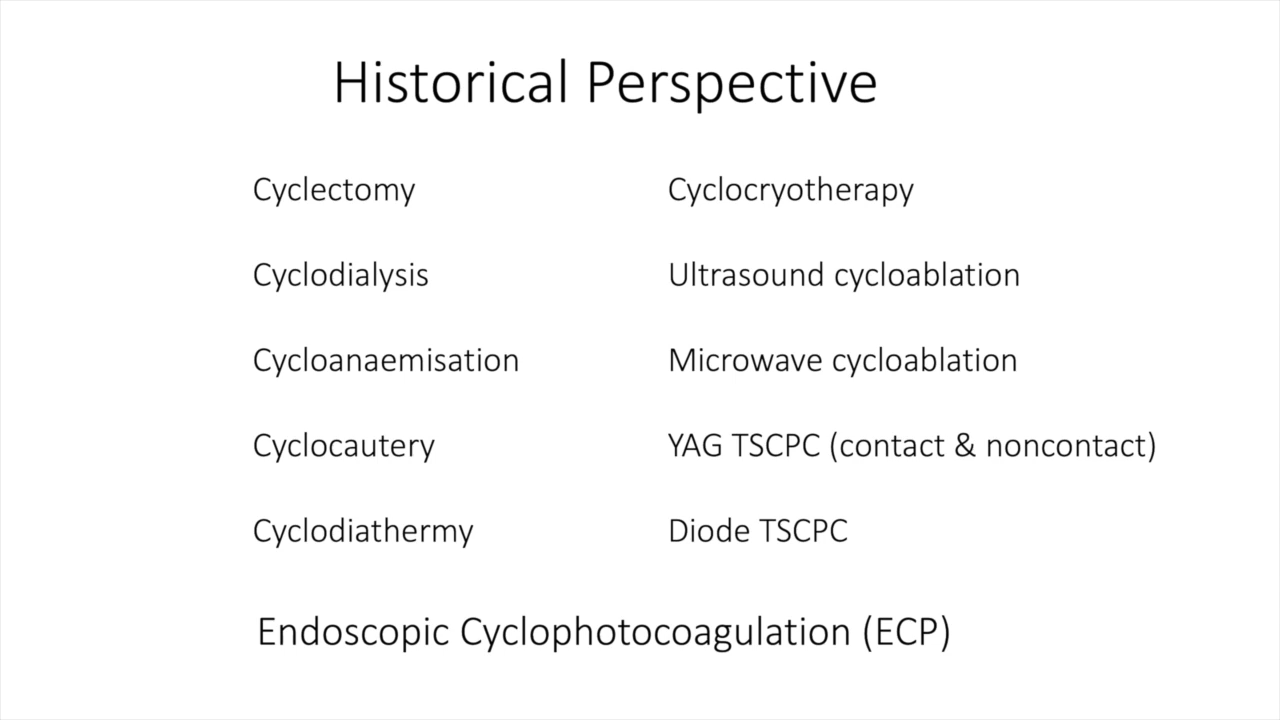 Historical Perspective
Cyclectomy
Cyclodialysis
Cycloanaemisation
Cyclocautery
Cyclodiathermy
Cyclocryotherapy
Ultrasound cycloablation
Microwave cycloablation
YAG TSCPC (contact & noncontact)
Diode TSCPC
Endoscopic Cyclophotocoagulation (ECP)